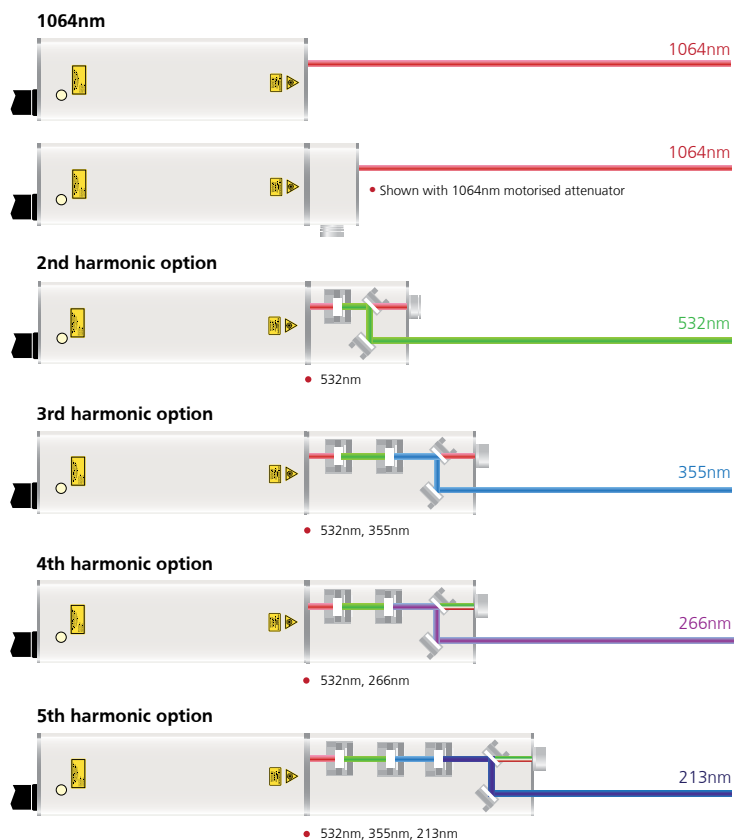 1064nm
1064nm
1064nm
• Shown with 1064nm motorised attenuator
2nd harmonic option
532nm
• 532nm
3rd harmonic option
355nm
• 532nm, 355nm
4th harmonic option
266nm
• 532nm, 266nm
5th harmonic option
213nm
• 532nm, 355nm, 213nm